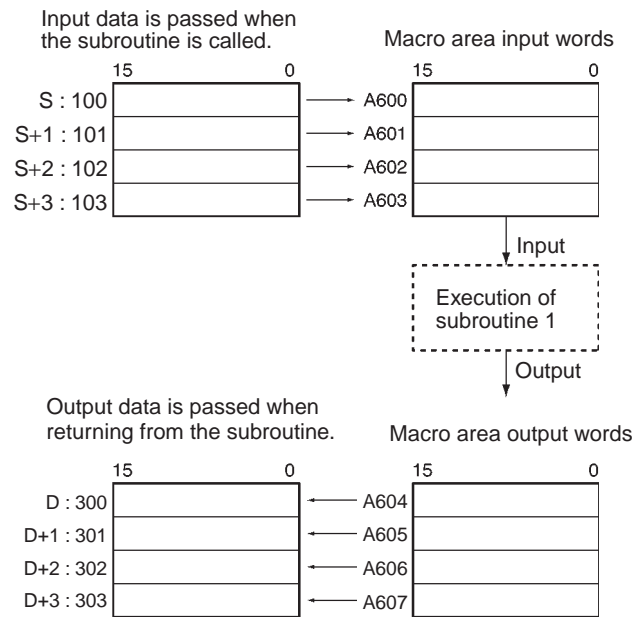 Input data is passed when
the subroutine is called.
Macro area input words
15 0 15 0
S : 100 A600
S+1 : 101 A601
S+2 : 102 A602
S+3 : 103 A603
Input
Execution of
subroutine 1
Output
Output data is passed when
returning from the subroutine.
Macro area output words
15 0 15 0
D : 300 A604
D+1 : 301 A605
D+2 : 302 A606
D+3 : 303 A607